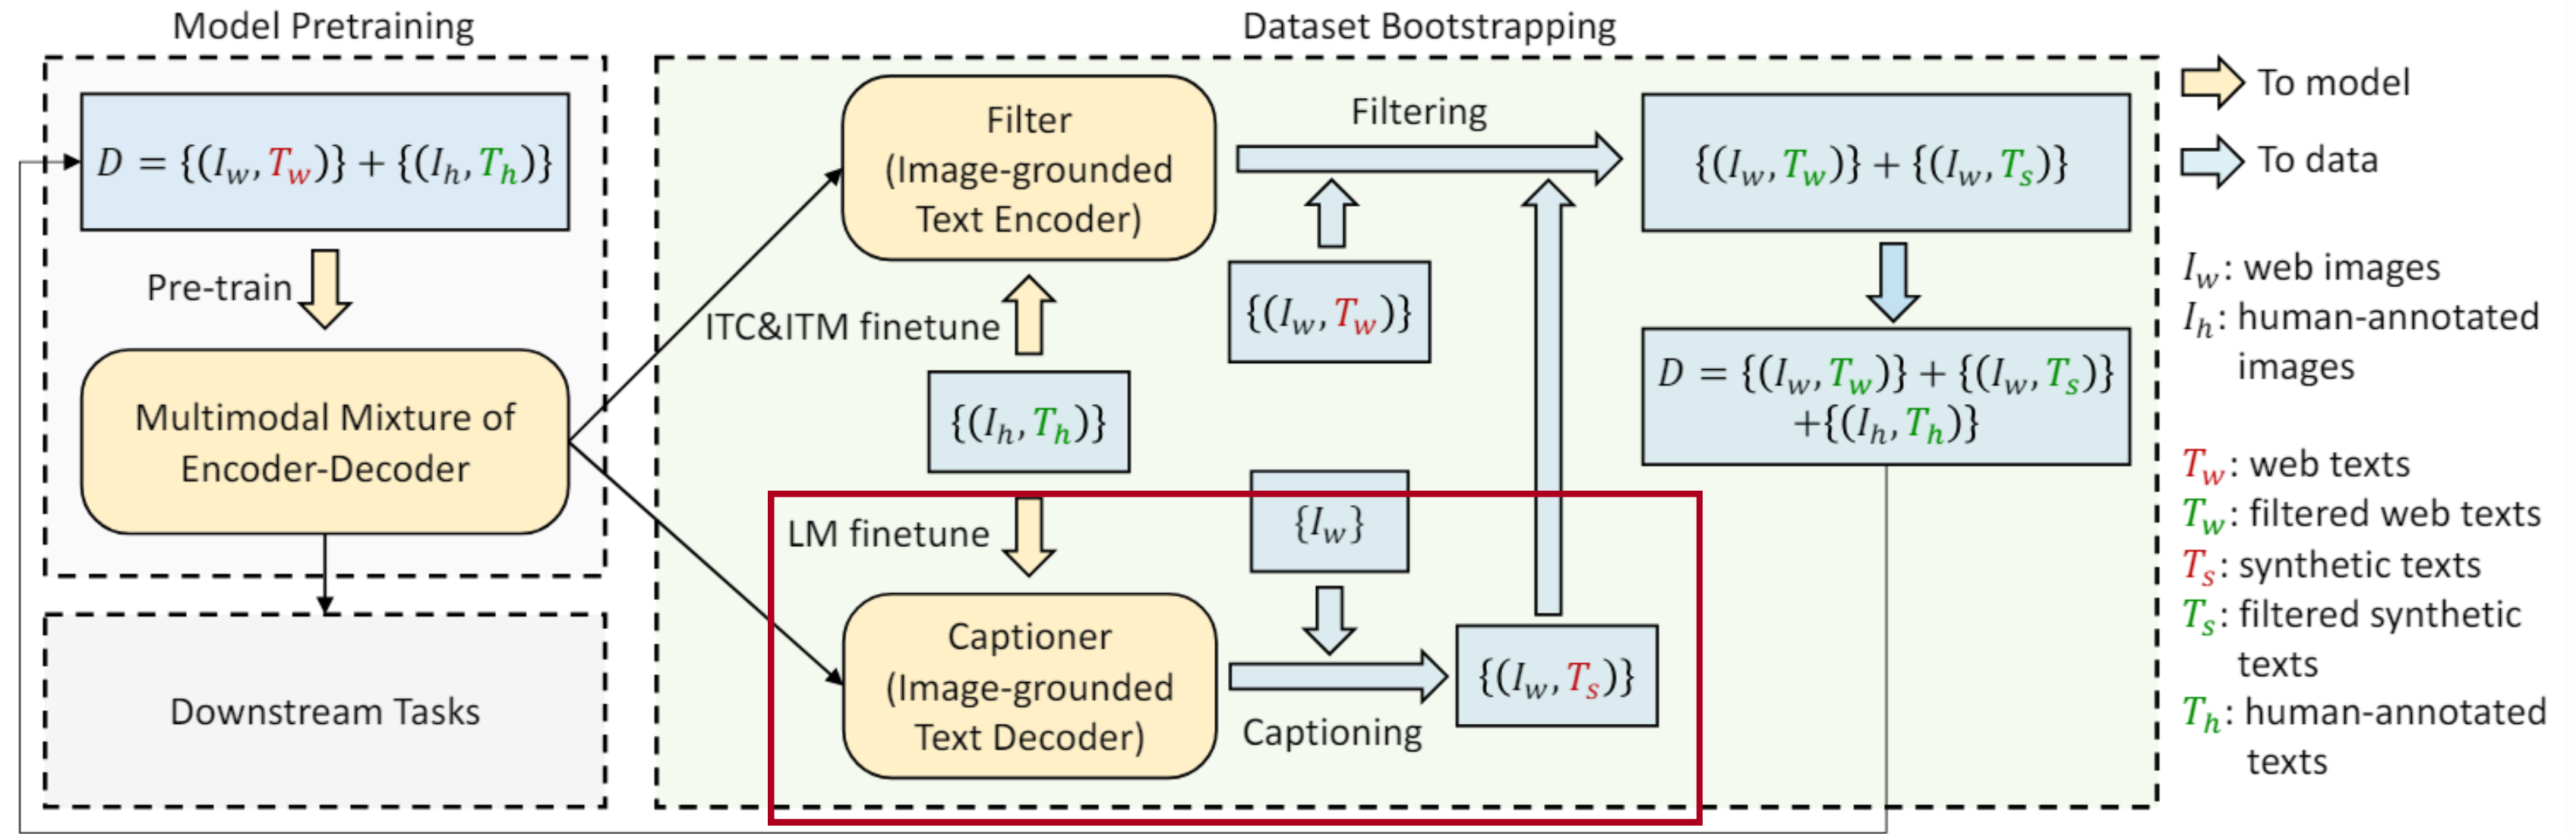 Model Pretraining
D = {(I_w, T_w)} + {(I_h, T_h)}
Pre-train
Multimodal Mixture of
Encoder-Decoder
Downstream Tasks
Dataset Bootstrapping
Filter
(Image-grounded
Text Encoder)
Filtering
{(I_w, T_w)} + {(I_w, T_s)}
ITC&ITM finetune
{(I_w, T_w)}
{(I_h, T_h)}
D = {(I_w, T_w)} + {(I_w, T_s)}
+{(I_h, T_h)}
LM finetune
{I_w}
Captioner
(Image-grounded
Text Decoder)
Captioning
{(I_w, T_s)}
To model
To data
I_w: web images
I_h: human-annotated
images
T_w: web texts
T_w: filtered web texts
T_s: synthetic texts
T_s: filtered synthetic
texts
T_h: human-annotated
texts